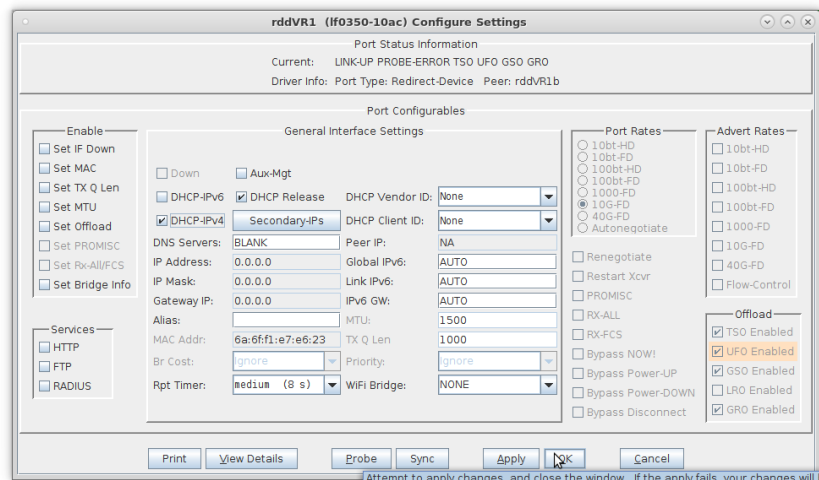 rddVR1 (lf0350-10ac) Configure Settings
Port Status Information
Current: LINK-UP PROBE-ERROR TSO UFO GSO GRO
Driver Info: Port Type: Redirect-Device Peer: rddVR1b
Port Configurables
Enable
Set IF Down
Set MAC
Set TX Q Len
Set MTU
Set Offload
Set PROMISC
Set Rx-All/FCS
Set Bridge Info
Services
HTTP
FTP
RADIUS
General Interface Settings
Down Aux-Mgt
DHCP-IPv6 DHCP Release DHCP Vendor ID: None
DHCP-IPv4 Secondary-IPs DHCP Client ID: None
DNS Servers: BLANK Peer IP: NA
IP Address: 0.0.0.0 Global IPv6: AUTO
IP Mask: 0.0.0.0 Link IPv6: AUTO
Gateway IP: 0.0.0.0 IPv6 GW: AUTO
Alias: MTU: 1500
MAC Addr: 6a:6f:f1:e7:e6:23 TX Q Len 1000
Br Cost: Ignore Priority: Ignore
Rpt Timer: medium (8 s) WiFi Bridge: NONE
Port Rates
10bt-HD
10bt-FD
100bt-HD
100bt-FD
1000-FD
10G-FD
40G-FD
Autonegotiate
Renegotiate
Restart Xcvr
PROMISC
RX-ALL
RX-FCS
Bypass NOW!
Bypass Power-UP
Bypass Power-DOWN
Bypass Disconnect
Advert Rates
10bt-HD
10bt-FD
100bt-HD
100bt-FD
1000-FD
10G-FD
40G-FD
Flow-Control
Offload
TSO Enabled
UFO Enabled
GSO Enabled
LRO Enabled
GRO Enabled
Print View Details Probe Sync Apply OK Cancel
Attempt to apply changes, and close the window. If the apply fails, your changes will